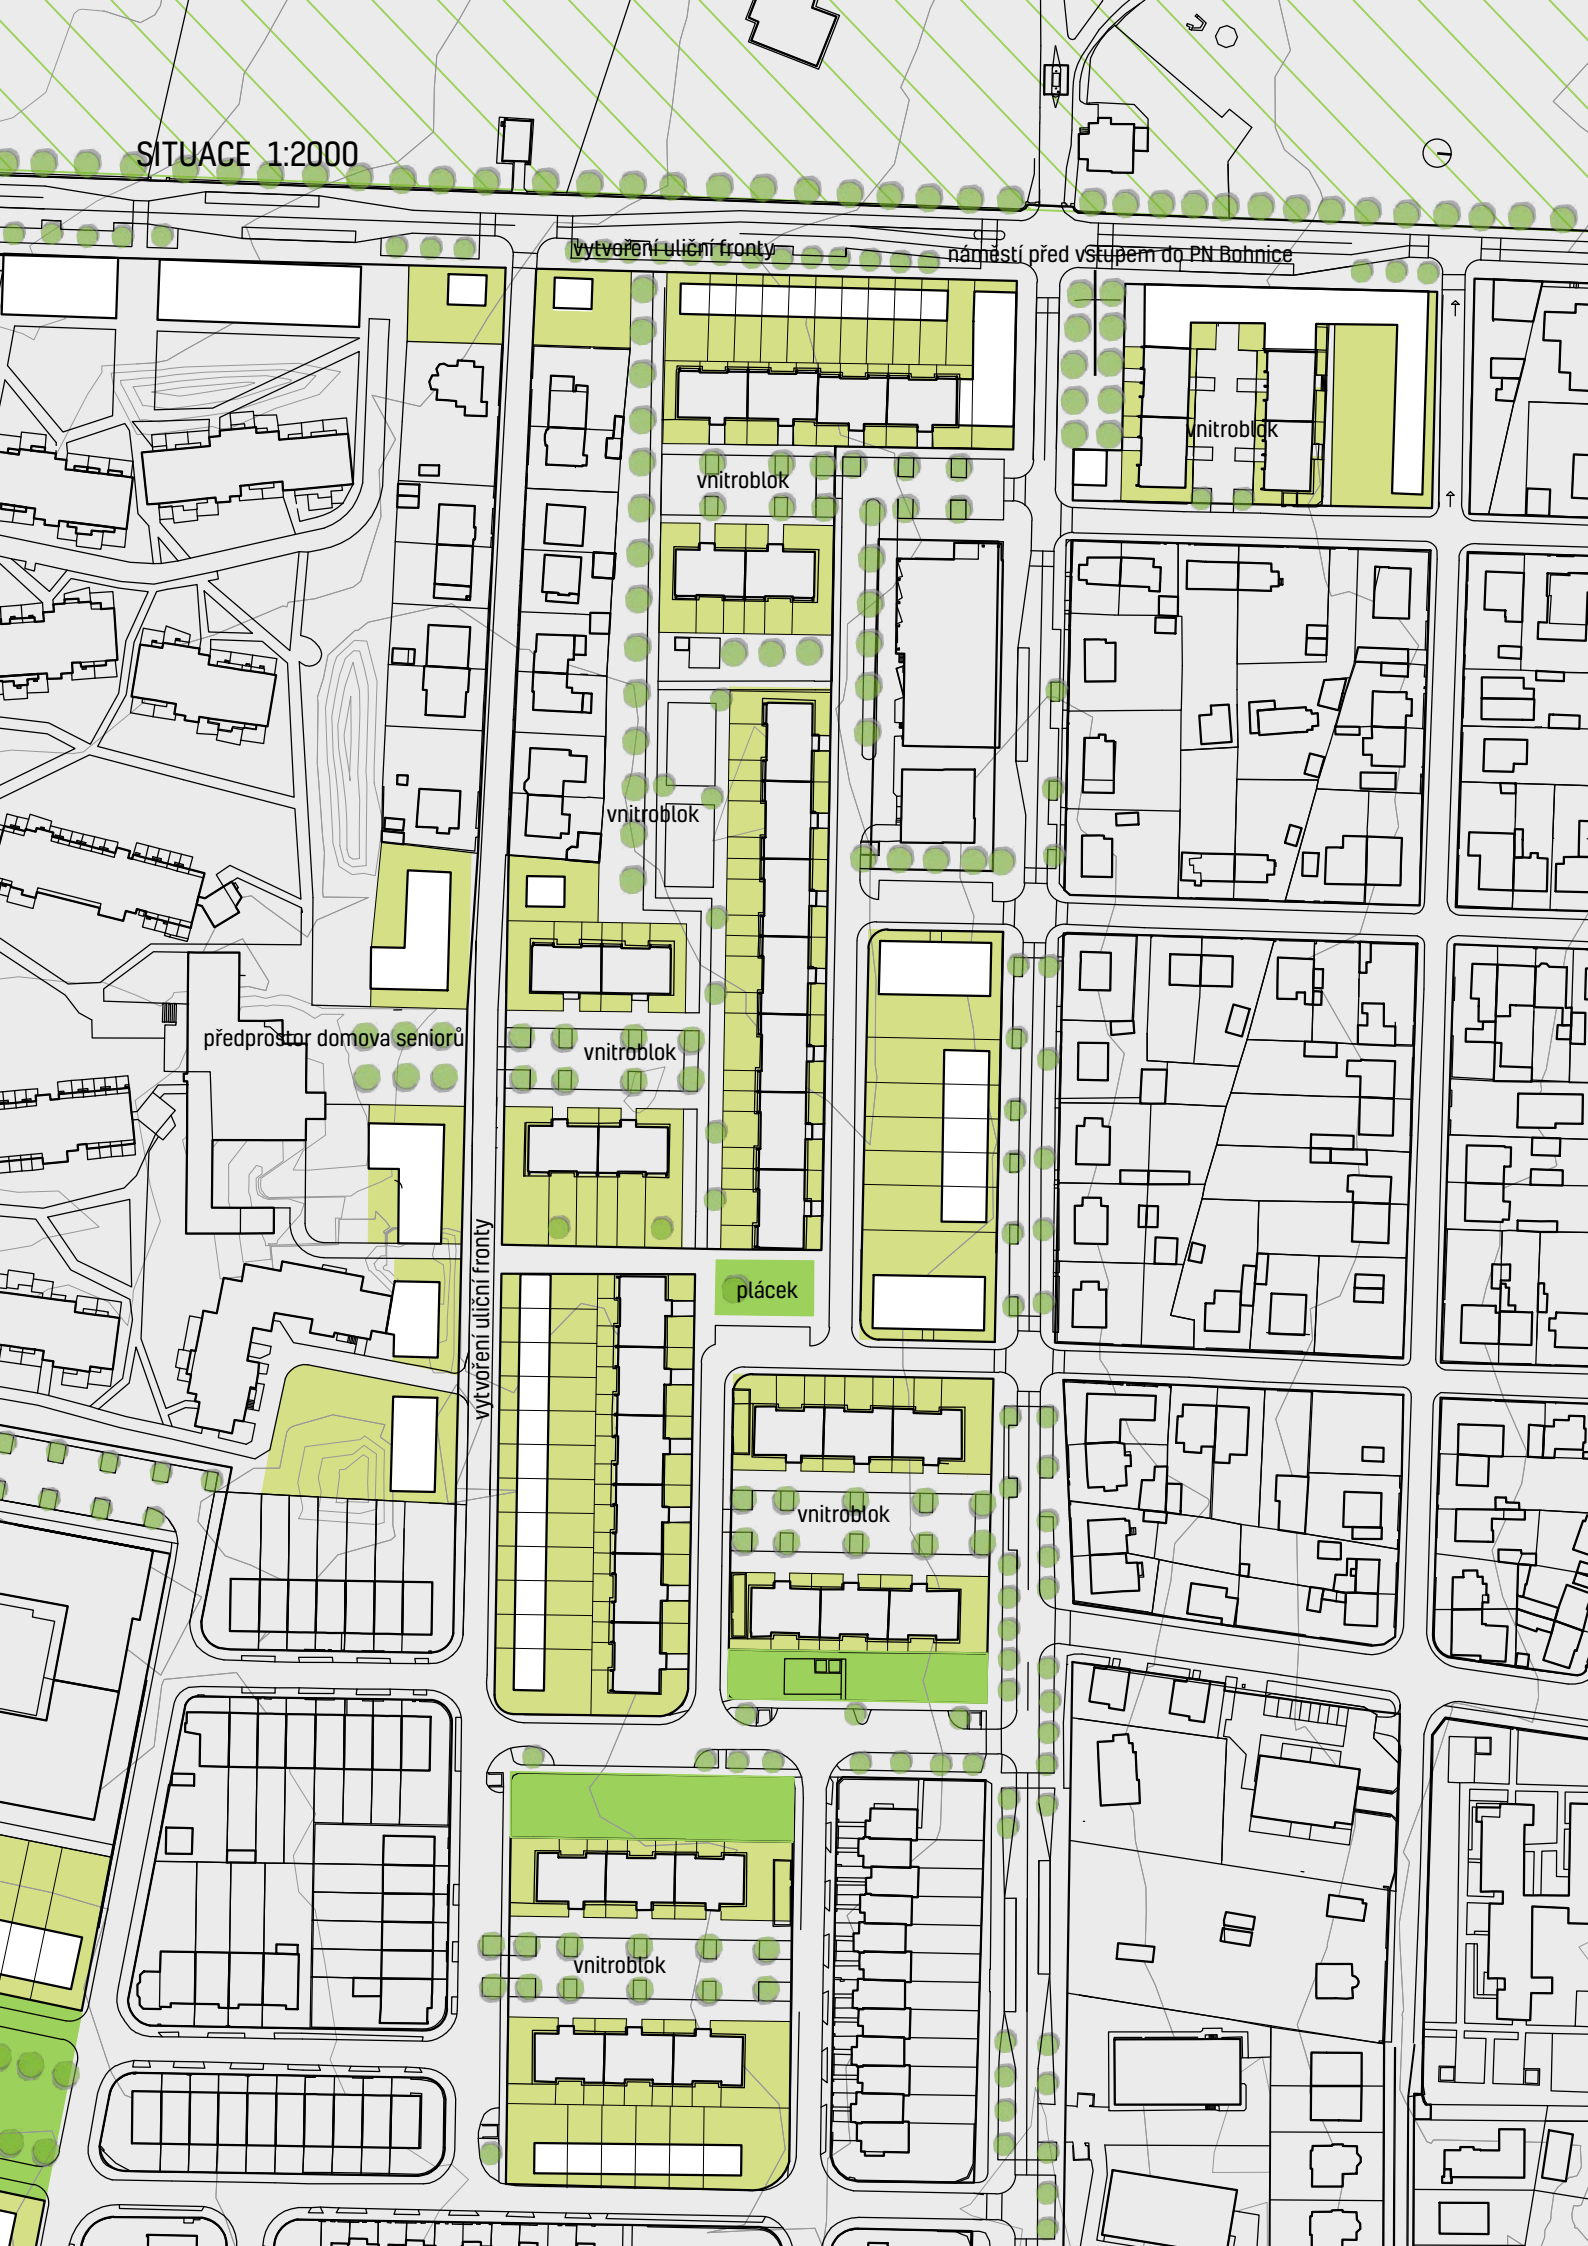 SITUACE 1:2000
vytvoření uliční fronty
náměstí před vstupem do PN Bohnice
vnitroblok
vnitroblok
vnitroblok
předprostor domova seniorů
vnitroblok
vytvoření uliční fronty
plácek
vnitroblok
vnitroblok